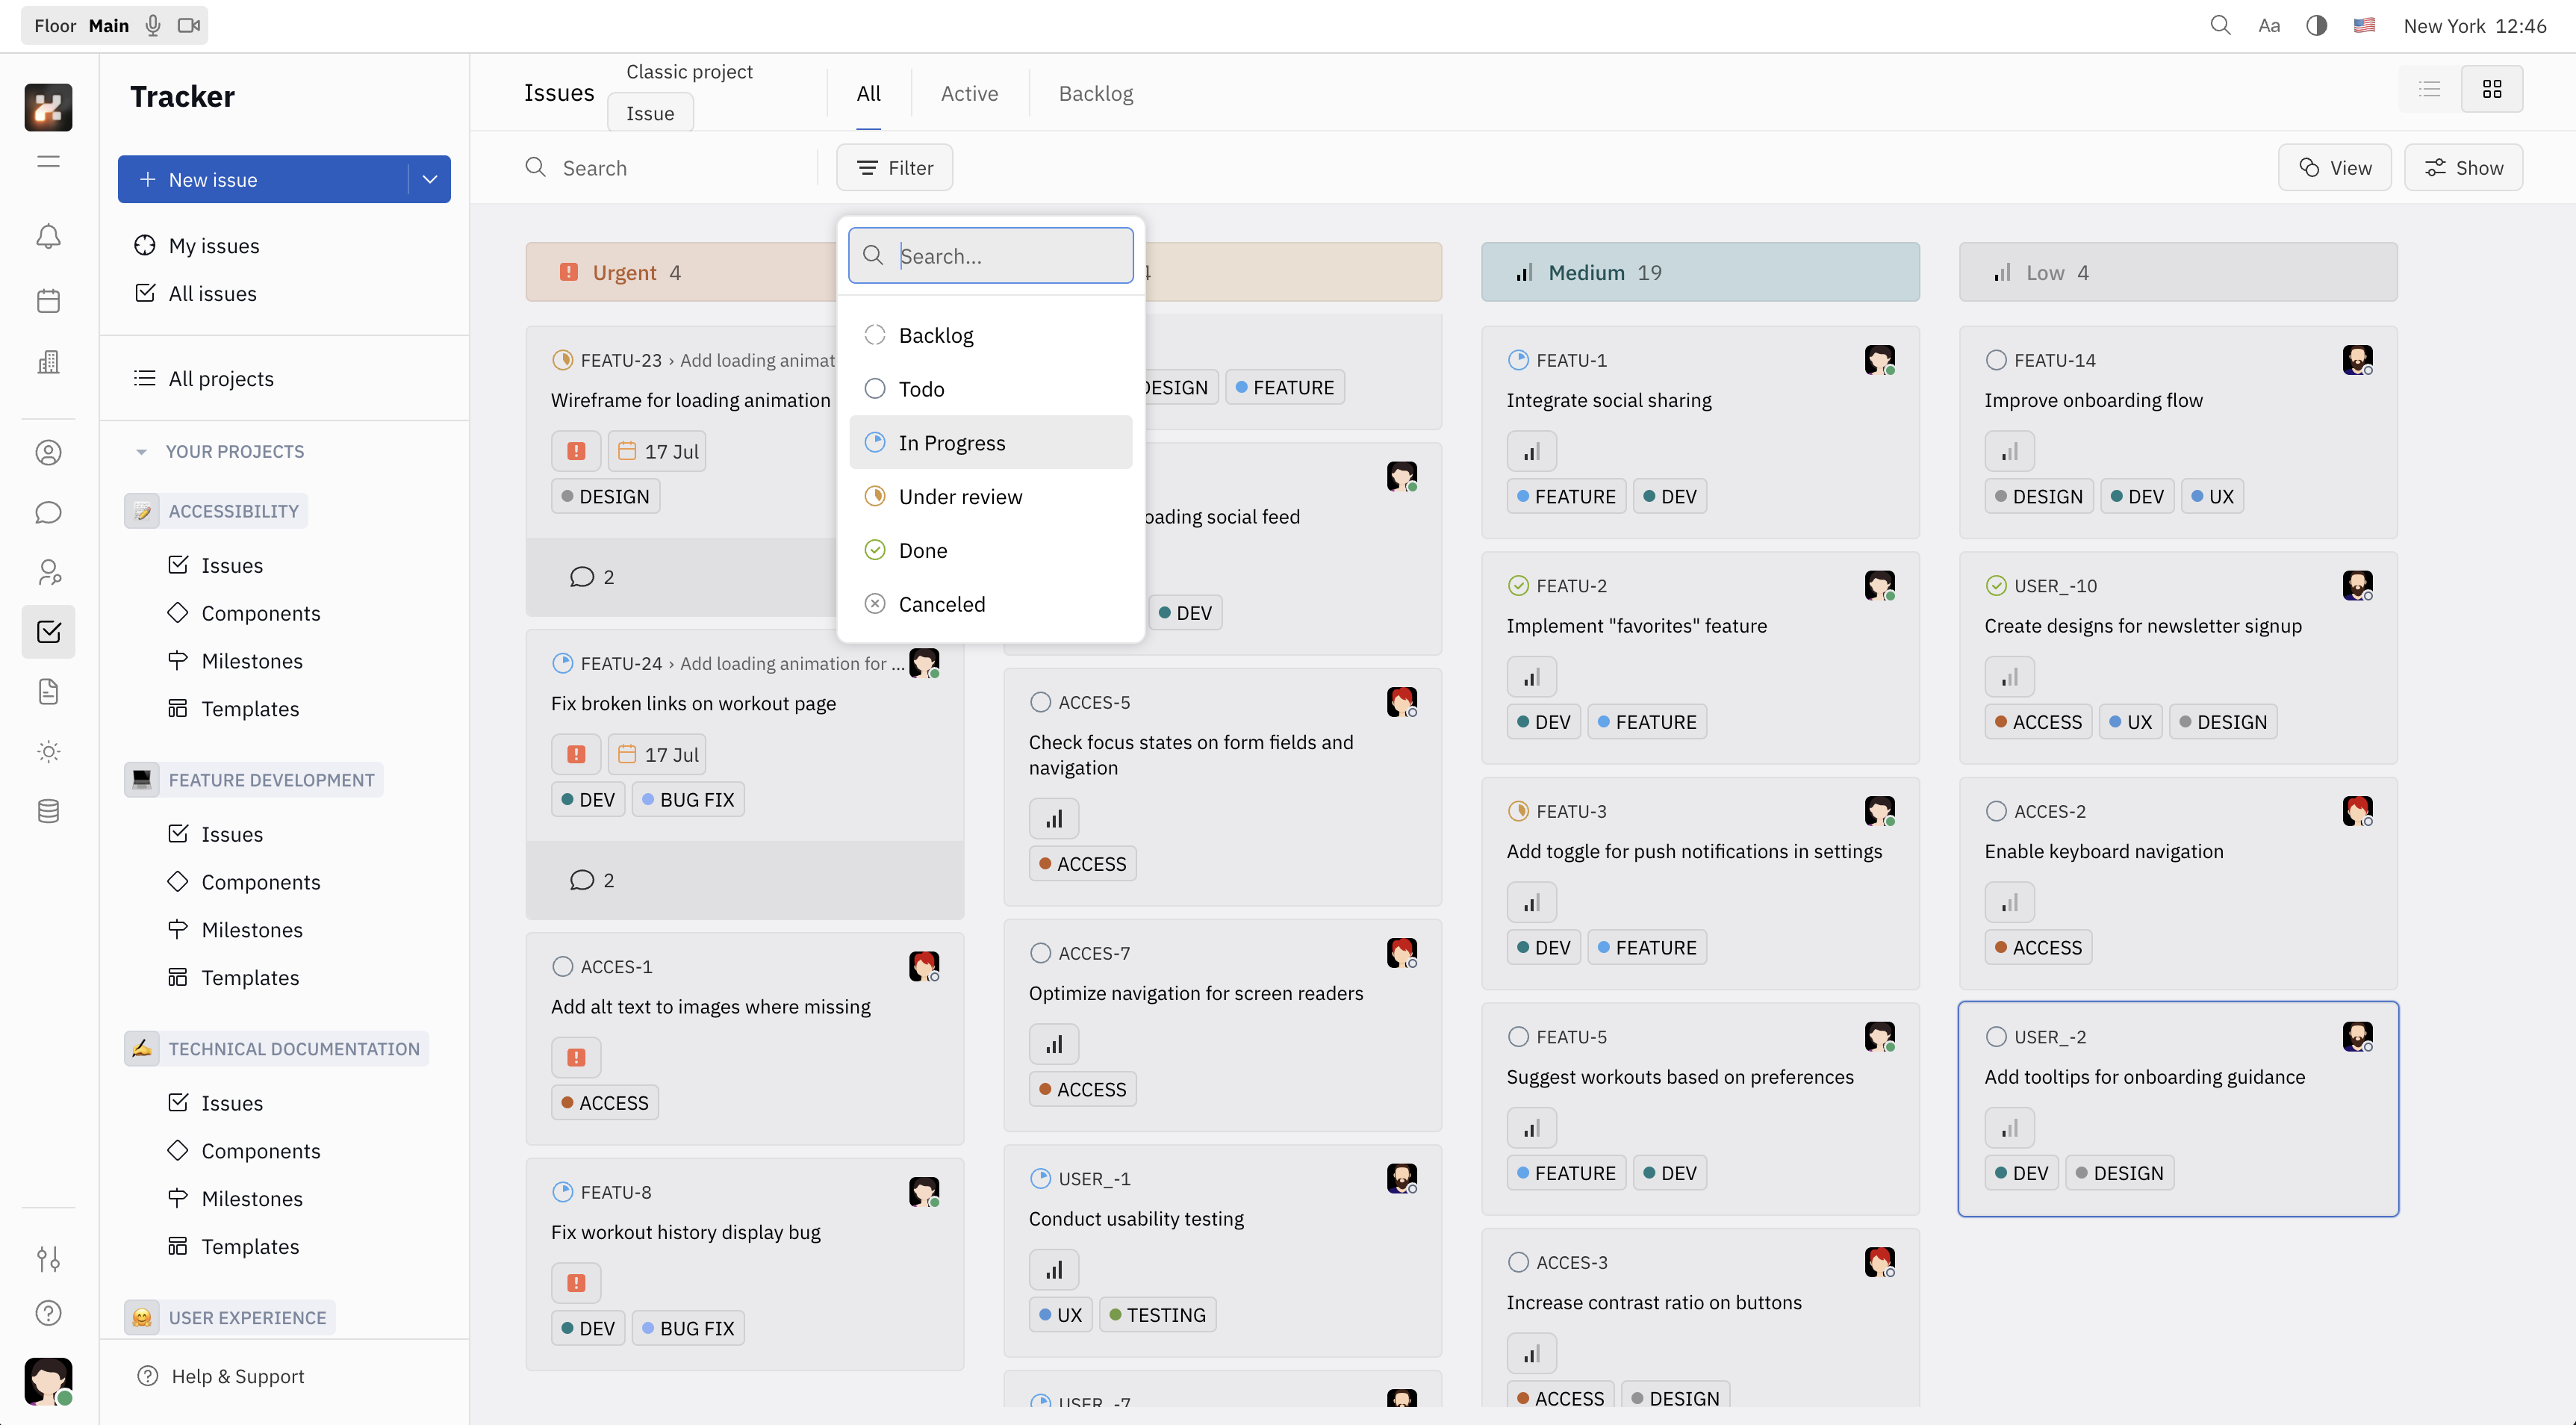 Floor Main
Aa
New York 12:46
Tracker
New issue
My issues
All issues
All projects
YOUR PROJECTS
ACCESSIBILITY
Issues
Components
Milestones
Templates
FEATURE DEVELOPMENT
Issues
Components
Milestones
Templates
TECHNICAL DOCUMENTATION
Issues
Components
Milestones
Templates
USER EXPERIENCE
Help & Support
Issues
Classic project
Issue
All
Active
Backlog
Search
Filter
View
Show
Search...
Backlog
Todo
In Progress
Under review
Done
Canceled
Urgent 4
FEATU-23 › Add loading animat
Wireframe for loading animation
17 Jul
DESIGN
2
FEATU-24 › Add loading animation for ...
Fix broken links on workout page
17 Jul
DEV BUG FIX
2
ACCES-1
Add alt text to images where missing
ACCESS
FEATU-8
Fix workout history display bug
DEV BUG FIX
4
DESIGN FEATURE
oading social feed
DEV
ACCES-5
Check focus states on form fields and
navigation
ACCESS
ACCES-7
Optimize navigation for screen readers
ACCESS
USER_-1
Conduct usability testing
UX TESTING
USER_-7
Medium 19
FEATU-1
Integrate social sharing
FEATURE DEV
FEATU-2
Implement "favorites" feature
DEV FEATURE
FEATU-3
Add toggle for push notifications in settings
DEV FEATURE
FEATU-5
Suggest workouts based on preferences
FEATURE DEV
ACCES-3
Increase contrast ratio on buttons
ACCESS DESIGN
Low 4
FEATU-14
Improve onboarding flow
DESIGN DEV UX
USER_-10
Create designs for newsletter signup
ACCESS UX DESIGN
ACCES-2
Enable keyboard navigation
ACCESS
USER_-2
Add tooltips for onboarding guidance
DEV DESIGN